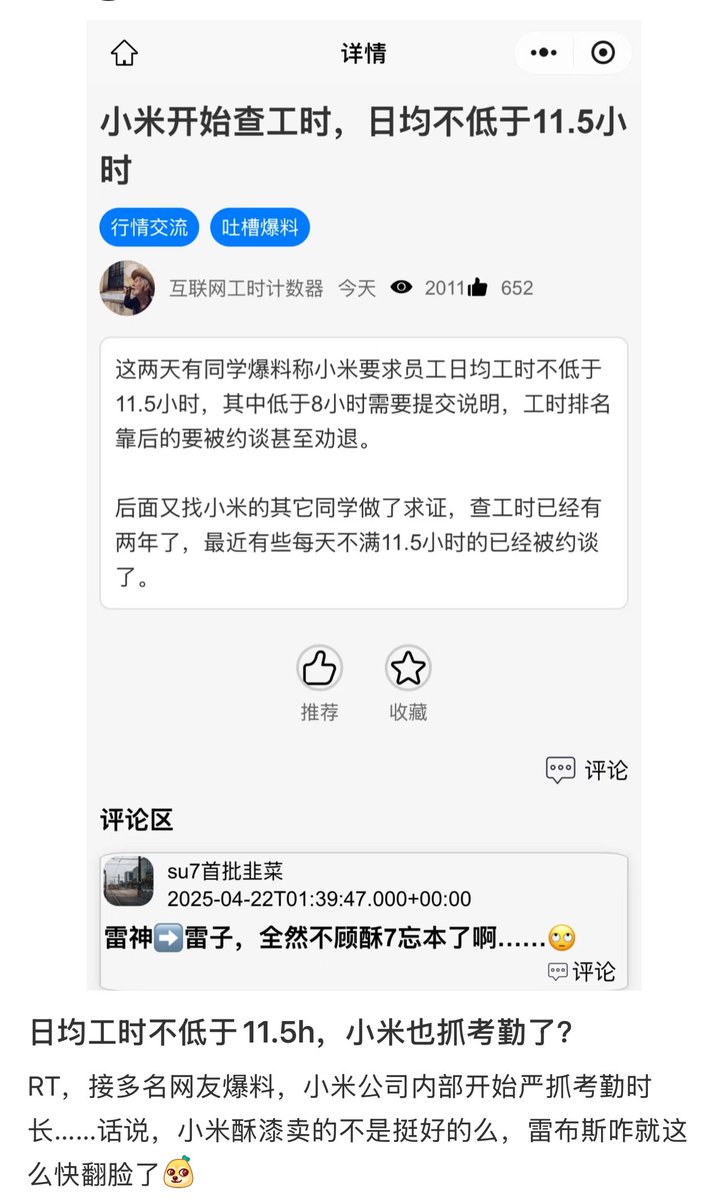 详情
小米开始查工时，日均不低于11.5小
时
行情交流 吐槽爆料
互联网工时计数器 今天 2011 652
这两天有同学爆料称小米要求员工日均工时不低于
11.5小时，其中低于8小时需要提交说明，工时排名
靠后的要被约谈甚至劝退。
后面又找小米的其它同学做了求证，查工时已经有
两年了，最近有些每天不满11.5小时的已经被约谈
了。
推荐 收藏
评论
评论区
su7首批韭菜
2025-04-22T01:39:47.000+00:00
雷神➡️雷子，全然不顾酥7忘本了啊……🙄
评论
日均工时不低于11.5h，小米也抓考勤了?
RT，接多名网友爆料，小米公司内部开始严抓考勤时
长……话说，小米酥漆卖的不是挺好的么，雷布斯咋就这
么快翻脸了